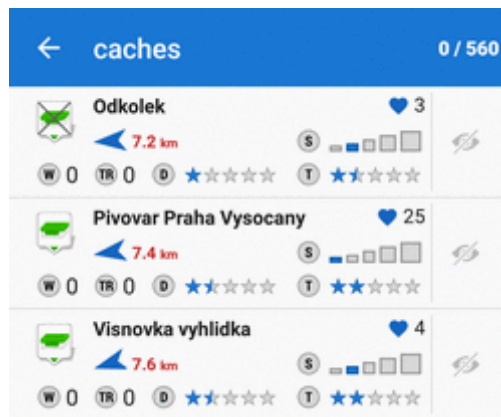 caches 0 / 560
Odkolek 3
7.2 km S
W 0 TR 0 D T
Pivovar Praha Vysocany 25
7.4 km S
W 0 TR 0 D T
Visnovka vyhlidka 4
7.6 km S
W 0 TR 0 D T